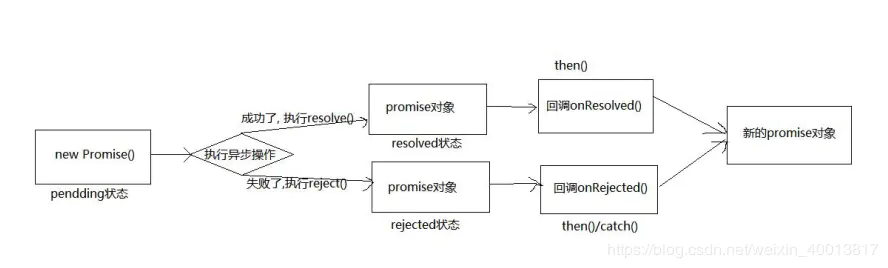 new Promise()
pendding状态
执行异步操作
成功了, 执行resolve()
失败了,执行reject()
promise对象
resolved状态
promise对象
rejected状态
then()
回调onResolved()
回调onRejected()
then()/catch()
新的promise对象
https://blog.csdn.net/weixin_40013817